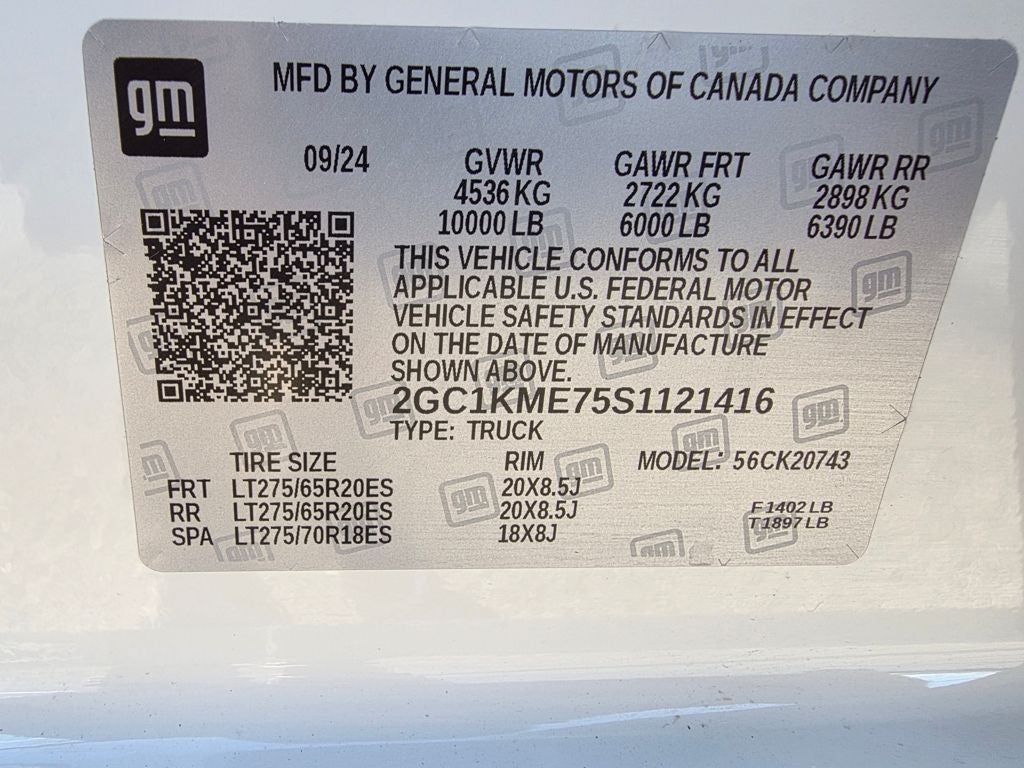 gm
MFD BY GENERAL MOTORS OF CANADA COMPANY
09/24 GVWR GAWR FRT GAWR RR
4536 KG 2722 KG 2898 KG
10000 LB 6000 LB 6390 LB
THIS VEHICLE CONFORMS TO ALL
APPLICABLE U.S. FEDERAL MOTOR
VEHICLE SAFETY STANDARDS IN EFFECT
ON THE DATE OF MANUFACTURE
SHOWN ABOVE.
2GC1KME75S1121416
TYPE: TRUCK
TIRE SIZE RIM MODEL: 56CK20743
FRT LT275/65R20ES 20X8.5J
RR LT275/65R20ES 20X8.5J F1402 LB
SPA LT275/70R18ES 18X8J T1897 LB